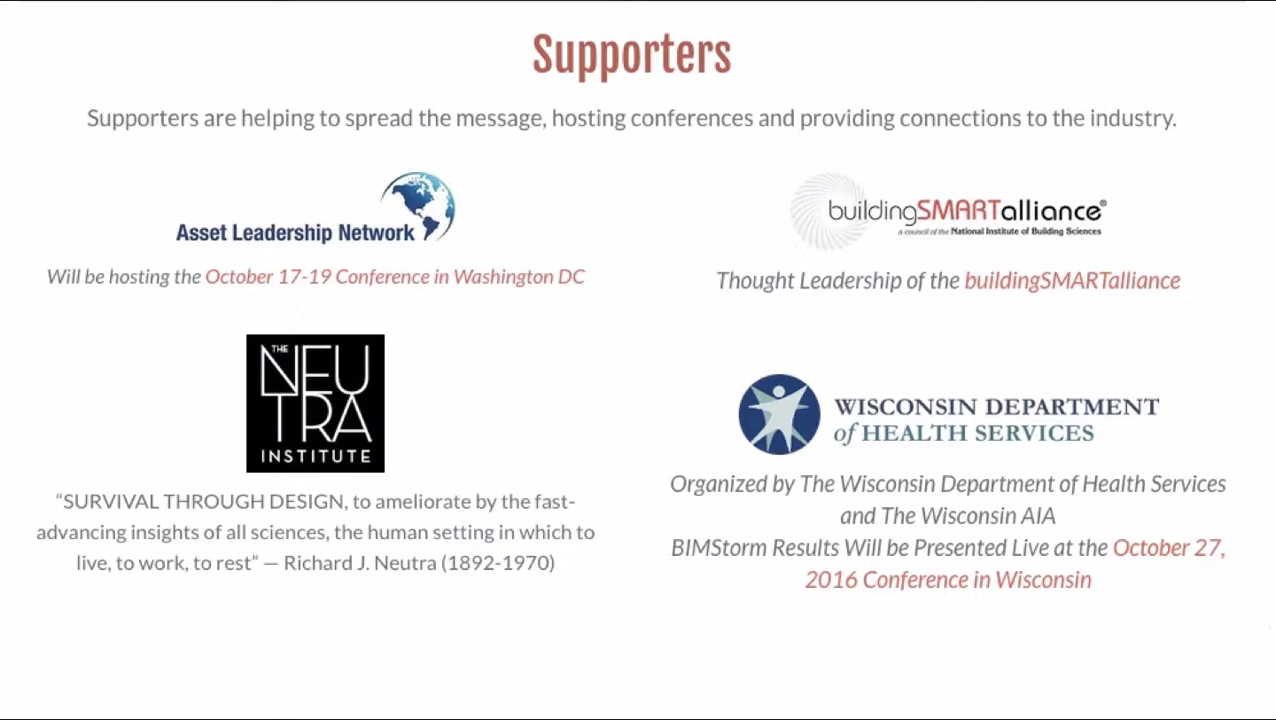 Supporters
Supporters are helping to spread the message, hosting conferences and providing connections to the industry.
Asset Leadership Network
Will be hosting the October 17-19 Conference in Washington DC
buildingSMARTalliance®
a council of the National Institute of Building Sciences
Thought Leadership of the buildingSMARTalliance
THE
NEU
TRA
INSTITUTE
“SURVIVAL THROUGH DESIGN, to ameliorate by the fast-
advancing insights of all sciences, the human setting in which to
live, to work, to rest” — Richard J. Neutra (1892-1970)
WISCONSIN DEPARTMENT
of HEALTH SERVICES
Organized by The Wisconsin Department of Health Services
and The Wisconsin AIA
BIMStorm Results Will be Presented Live at the October 27,
2016 Conference in Wisconsin